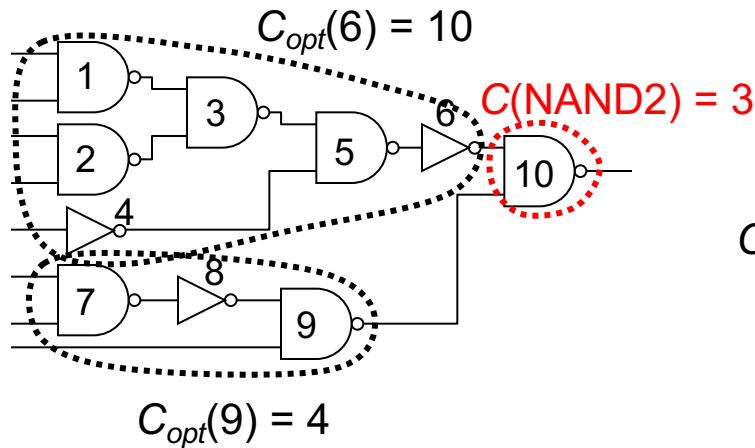 C_opt(6) = 10
1
C(NAND2) = 3
3
6
2
5
10
4
C
8
7
9
C_opt(9) = 4